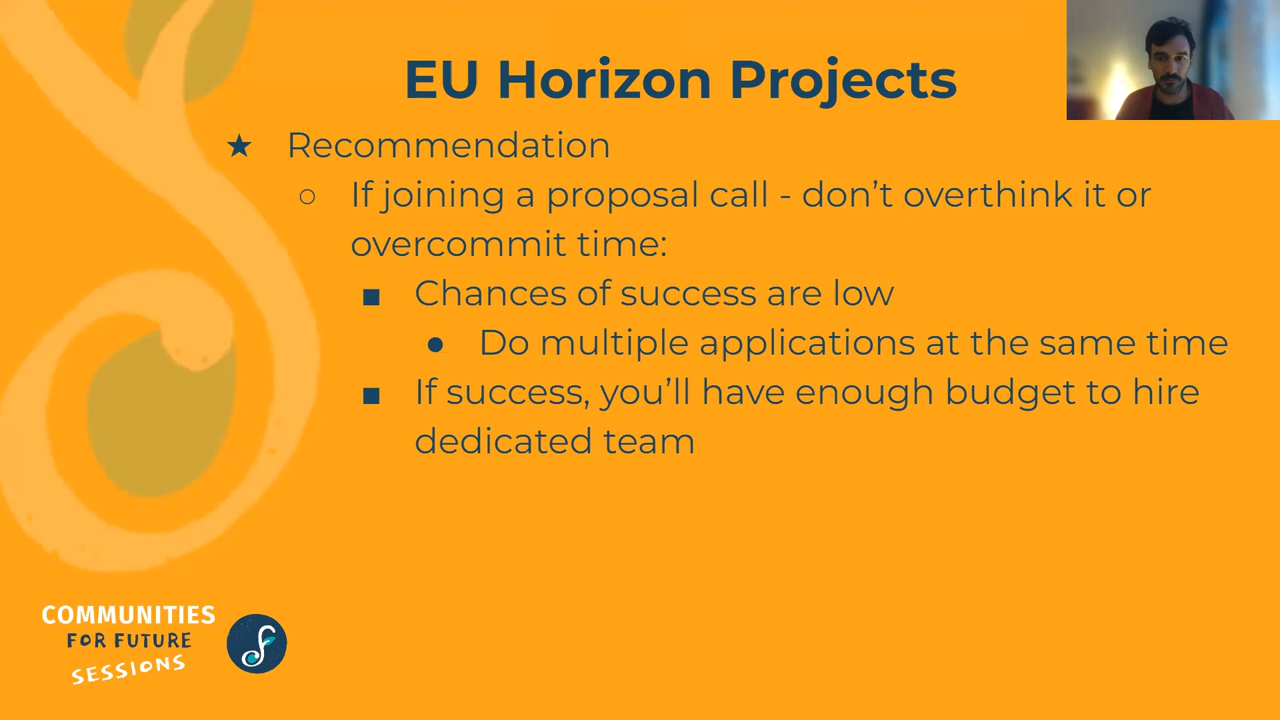 EU Horizon Projects
★ Recommendation
○ If joining a proposal call - don’t overthink it or
overcommit time:
■ Chances of success are low
● Do multiple applications at the same time
■ If success, you’ll have enough budget to hire
dedicated team
COMMUNITIES
FOR FUTURE
SESSIONS